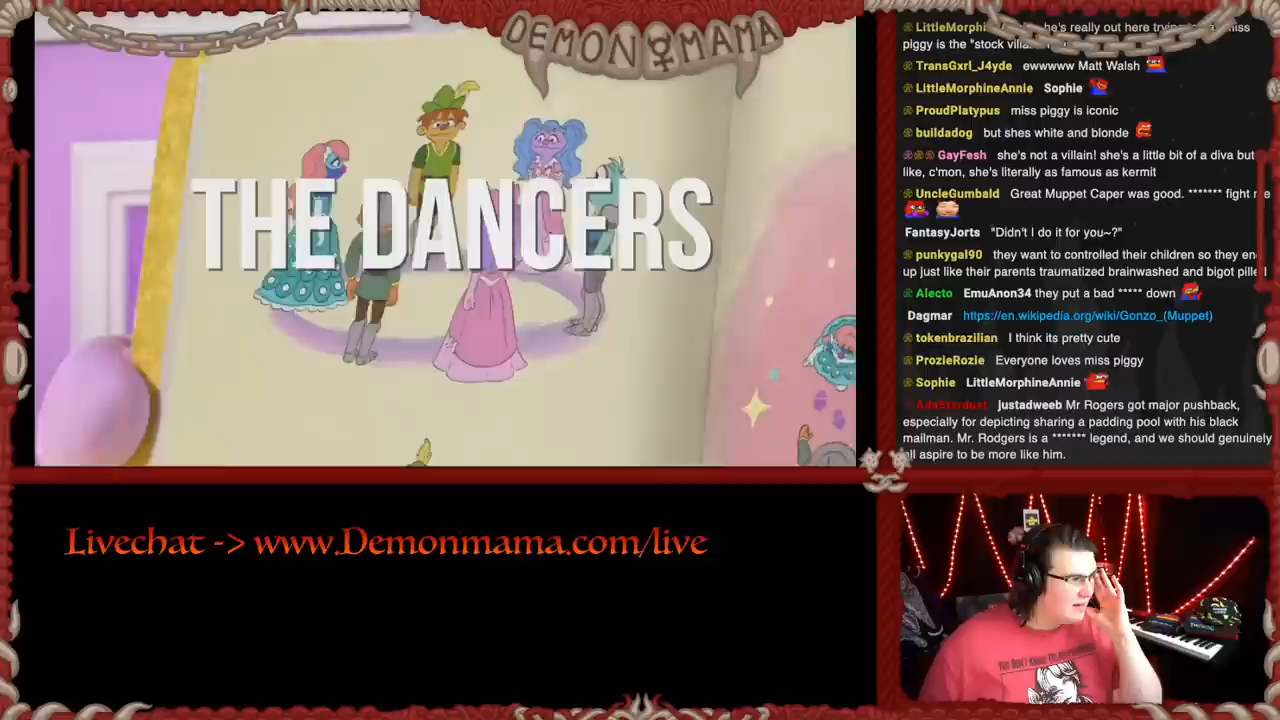 DEMON MAMA
THE DANCERS
he's really out here
LittleMorphi
piggy is the "stock
TransGxrl_J4yde ewwwww Matt Walsh
LittleMorphineAnnie Sophie
ProudPlatypus miss piggy is iconic
buildadog but shes white and blonde
GayFesh she's not a villain! she's a little bit of a diva but
like, c'mon, she's literally as famous as kermit
UncleGumbald Great Muppet Caper was good. ******* fight me
FantasyJorts "Didn't I do it for you~?"
punkygal90 they want to controlled their children so they end
up just like their parents traumatized brainwashed and bigot pilled
Alecto EmuAnon34 they put a bad ***** down
Dagmar https://en.wikipedia.org/wiki/Gonzo_(Muppet)
tokenbrazilian I think its pretty cute
ProzieRozie Everyone loves miss piggy
Sophie LittleMorphineAnnie
AdaStardust justadweeb Mr Rogers got major pushback,
especially for depicting sharing a padding pool with his black
mailman. Mr. Rodgers is a ******* legend, and we should genuinely
all aspire to be more like him.
Livechat -> www.Demonmama.com/live